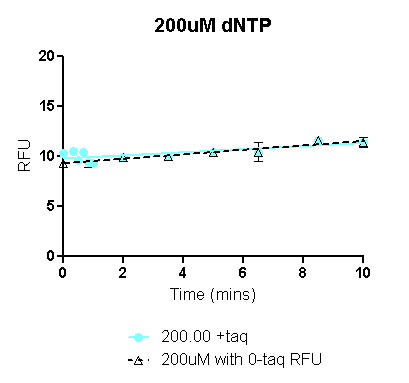 200uM dNTP
20
15
10
5
0
RFU
0 2 4 6 8 10
Time (mins)
200.00 +taq
200uM with 0-taq RFU